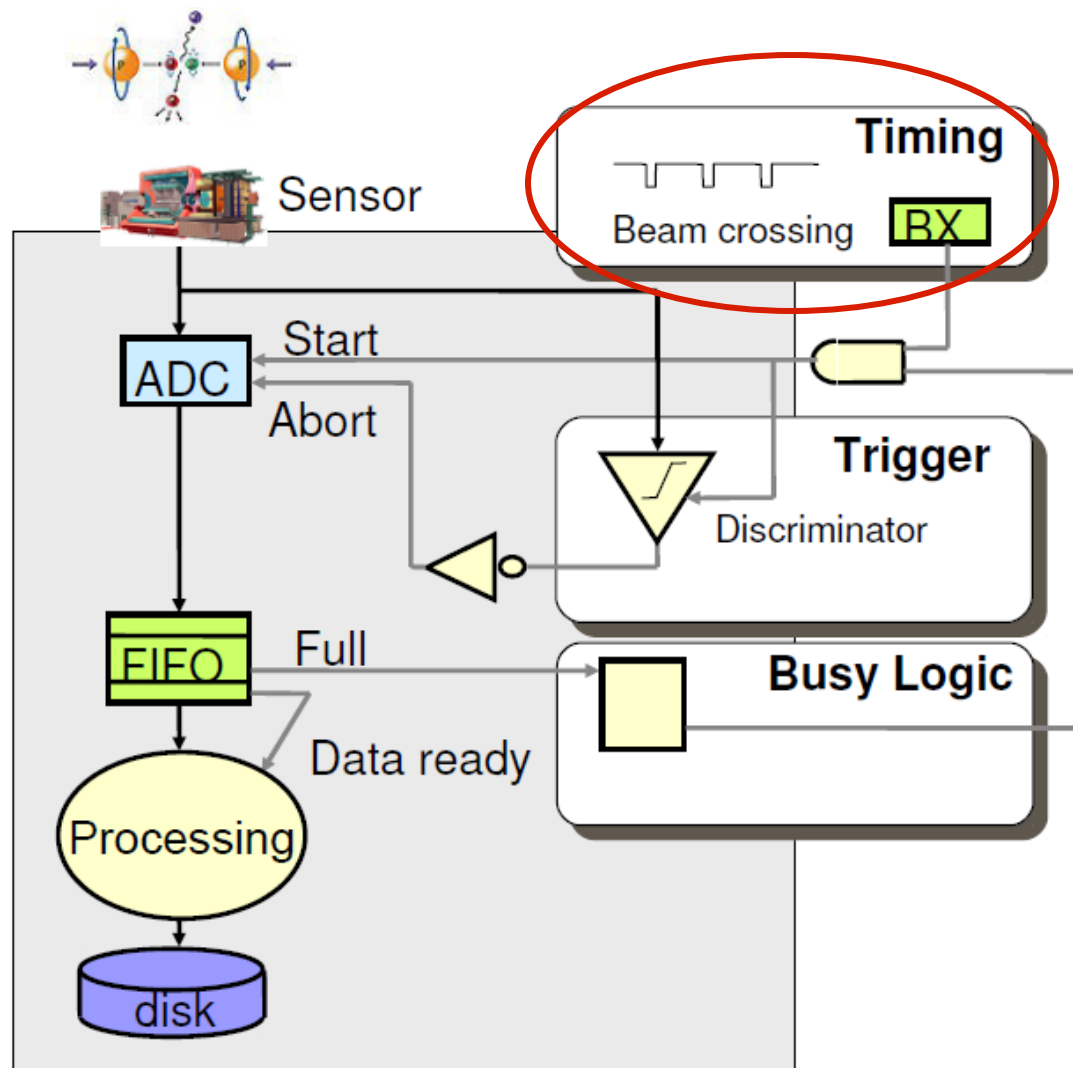 p
p
Sensor
Timing
Beam crossing
BX
Start
ADC
Abort
Trigger
Discriminator
FIFO
Full
Busy Logic
Data ready
Processing
disk